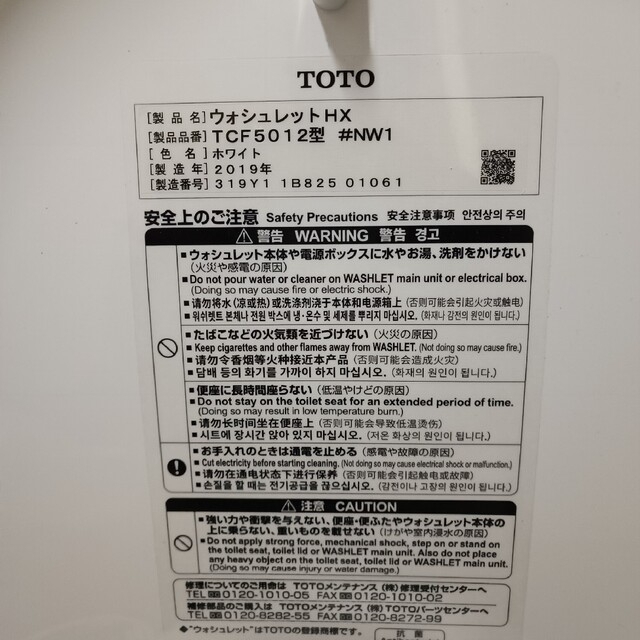 TOTO
[製品名]ウォシュレットHX
[製品品番]TCF5012型 #NW1
[色名]ホワイト
[製造年]2019年
[製造番号]319Y1 1B825 01061
安全上のご注意 Safety Precautions 安全注意事项 안전상의 주의
警告 WARNING 警告 경고
■ウォシュレット本体や電源ボックスに水やお湯、洗剤をかけない
(火災や感電の原因)
■Do not pour water or cleaner on WASHLET main unit or electrical box.
(Doing so may cause fire or electric shock.)
■请勿将水(凉或热)或洗涤剂浇于本体和电源箱上 (否则可能会引起火灾或触电)
■워쉬렛트 본체나 전원 박스에 냉·온수 및 세제를 뿌리지 마십시오. (화재나 감전의 원인이 됩니다.)
■たばこなどの火気類を近づけない (火災の原因)
■Keep cigarettes and other flames away from WASHLET. (Not doing so may cause fire.)
■请勿令香烟等火种接近本产品 (否则可能会造成火灾)
■담배 등의 화기를 가까이 하지 마십시오. (화재의 원인이 됩니다.)
■便座に長時間座らない (低温やけどの原因)
■Do not stay on the toilet seat for an extended period of time.
(Doing so may result in low temperature burn.)
■请勿长时间坐在便座上 (否则可能会导致低温烫伤)
■시트에 장시간 앉아 있지 마십시오. (저온 화상의 원인이 됩니다.)
■お手入れのときは通電を止める (感電や故障の原因)
■Cut electricity before starting cleaning. (Not doing so may cause electrical shock or malfunction.)
■请勿在通电状态下进行保养 (否则可能会引起触电或故障)
■손질을 할 때는 전기공급을 끊으십시오. (감전이나 고장의 원인이 됩니다.)
注意 CAUTION
■強い力や衝撃を与えない、便座・便ふたやウォシュレット本体の
上に乗らない、重いものを載せない (けがや室内浸水の原因)
■Do not apply strong force, mechanical shock, step on or stand on
the toilet seat, toilet lid or WASHLET main unit. Also do not place
any heavy object on the toilet seat, toilet lid or WASHLET main unit.
(Doing so may cause injury or water damage.)
修理についてのご用命は TOTOメンテナンス(株)修理受付センターへ
TEL 0120-1010-05 FAX 0120-1010-02
補修部品のご購入は TOTOメンテナンス(株)TOTOパーツセンターへ
TEL 0120-8282-55 FAX 0120-8272-99
◆"ウォシュレット"はTOTOの登録商標です。
抗菌